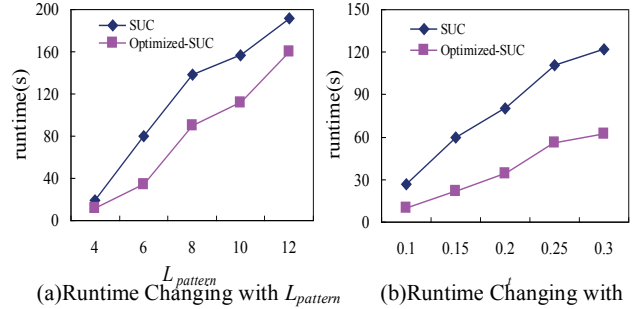 200
160
120
80
40
0
runtime(s)
SUC
Optimized-SUC
4 6 8 10 12
L pattern
(a)Runtime Changing with L pattern
150
120
90
60
30
0
runtime(s)
SUC
Optimized-SUC
0.1 0.15 0.2 0.25 0.3
t
(b)Runtime Changing with